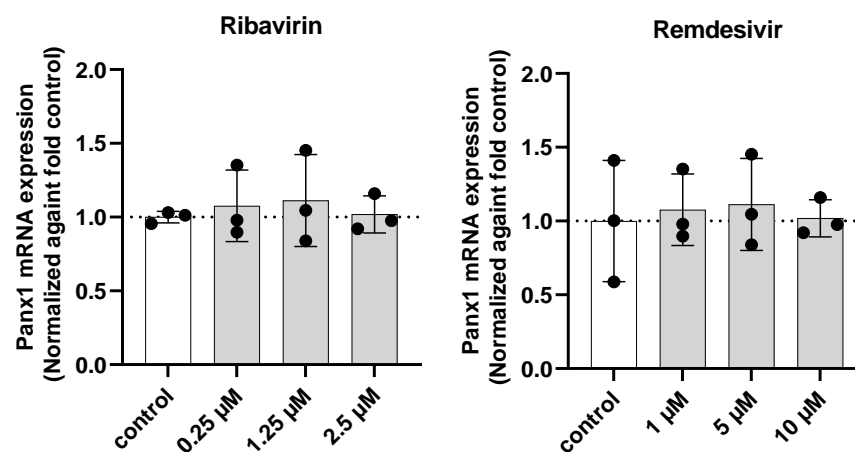 Ribavirin
Panx1 mRNA expression
(Normalized againt fold control)
2.0
1.5
1.0
0.5
0.0
control
0.25 µM
1.25 µM
2.5 µM
Remdesivir
Panx1 mRNA expression
(Normalized againt fold control)
2.0
1.5
1.0
0.5
0.0
control
1 µM
5 µM
10 µM